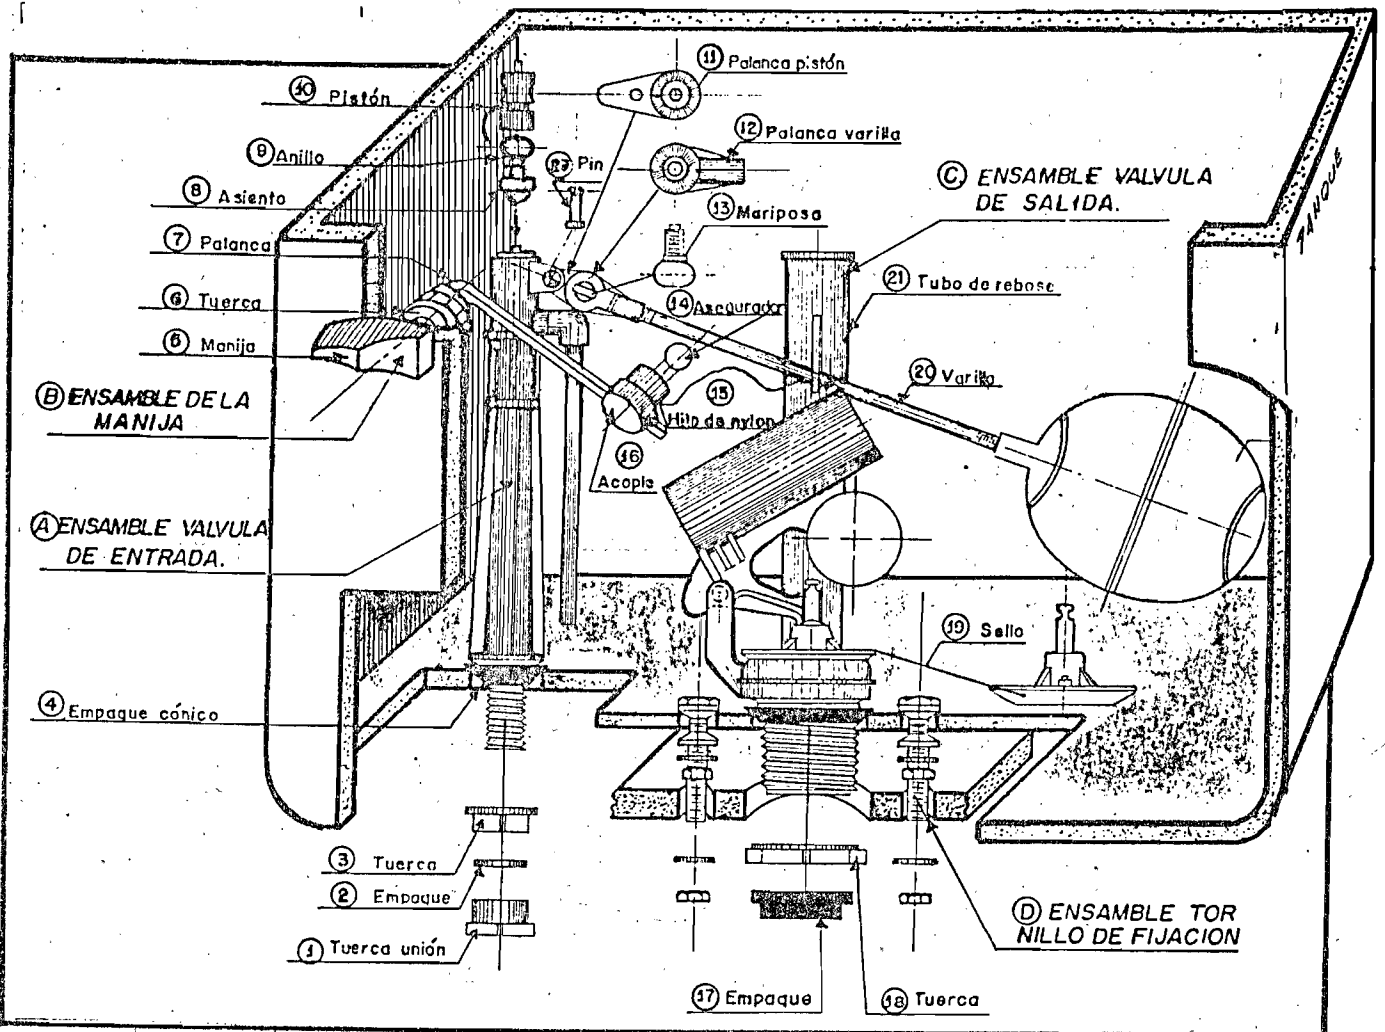 11 Palanca pistón
10 Pistón
12 Palanca varilla
9 Anillo
Pin
C. ENSAMBLE VALVULA
DE SALIDA.
8 Asiento
13 Mariposa
TANQUE
7 Palanca
21 Tubo de rebose
6 Tuerca
14 Asegurador
5 Manija
20 Varilla
B ENSAMBLE DE LA
MANIJA
15
Hilo de nylon
16
Acople
A ENSAMBLE VALVULA
DE ENTRADA.
19 Sello
4 Empaque cónico
3 Tuerca
2 Empaque
1 Tuerca unión
D ENSAMBLE TOR
NILLO DE FIJACION
17 Empaque
18 Tuerca